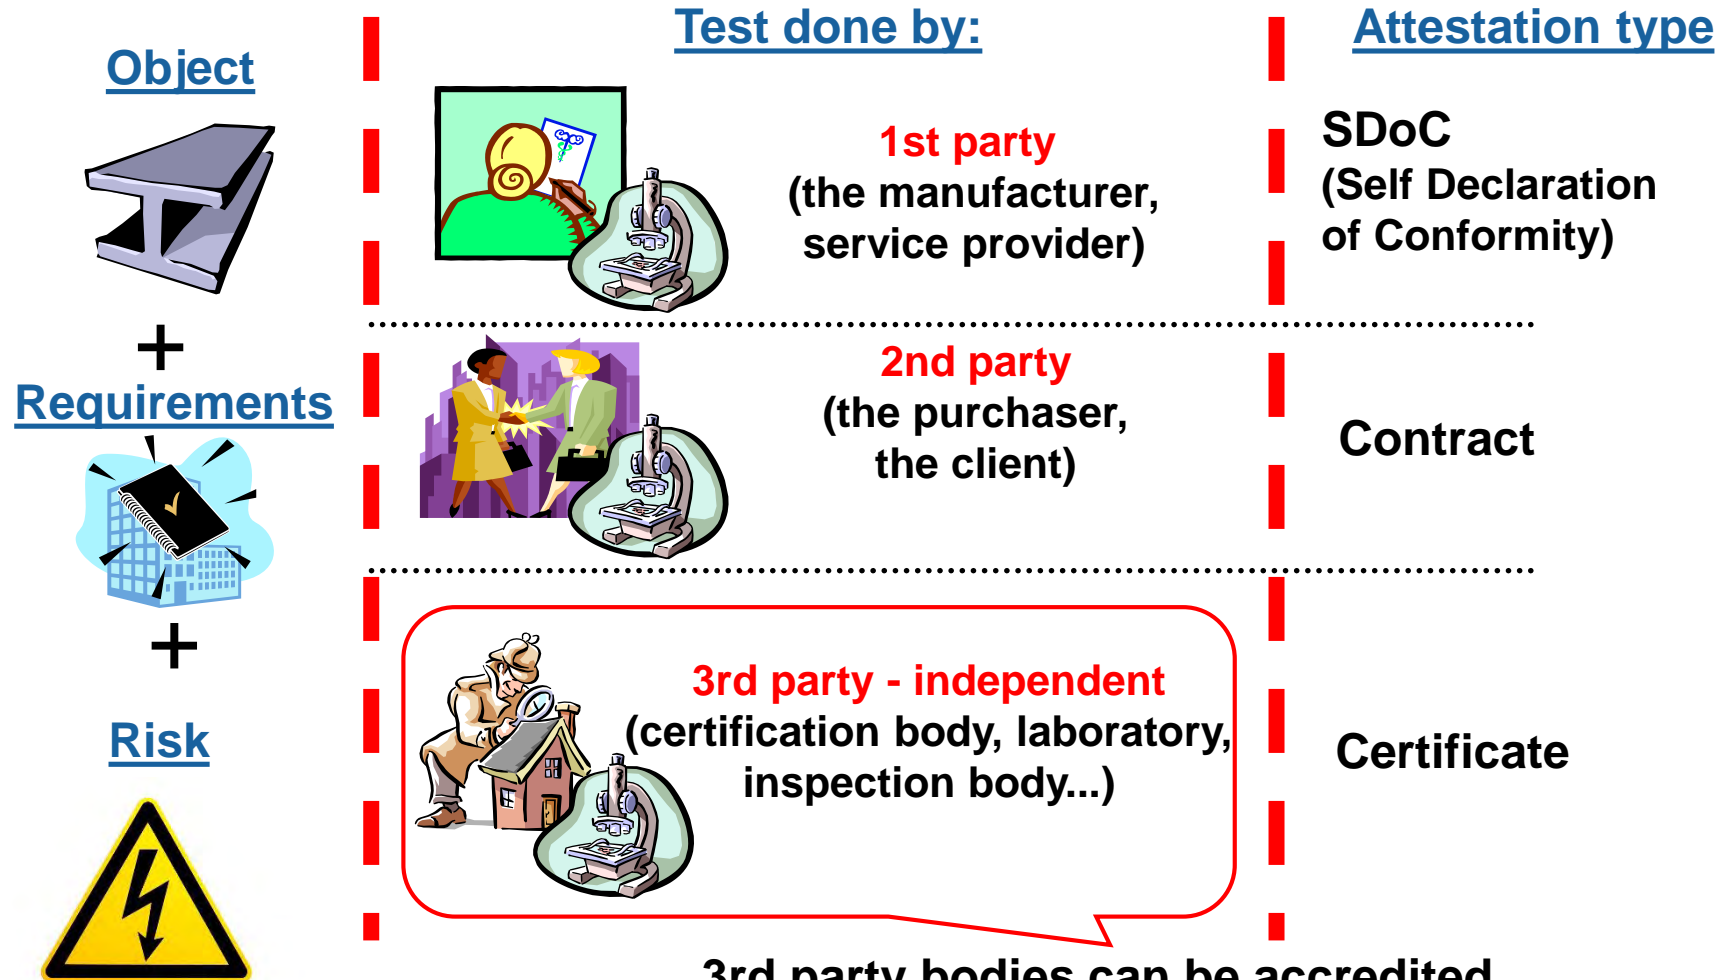 Object
+
Requirements
+
Risk
Test done by:
1st party
(the manufacturer,
service provider)
2nd party
(the purchaser,
the client)
3rd party - independent
(certification body, laboratory,
inspection body...)
3rd party bodies can be accredited
Attestation type
SDoC
(Self Declaration
of Conformity)
Contract
Certificate